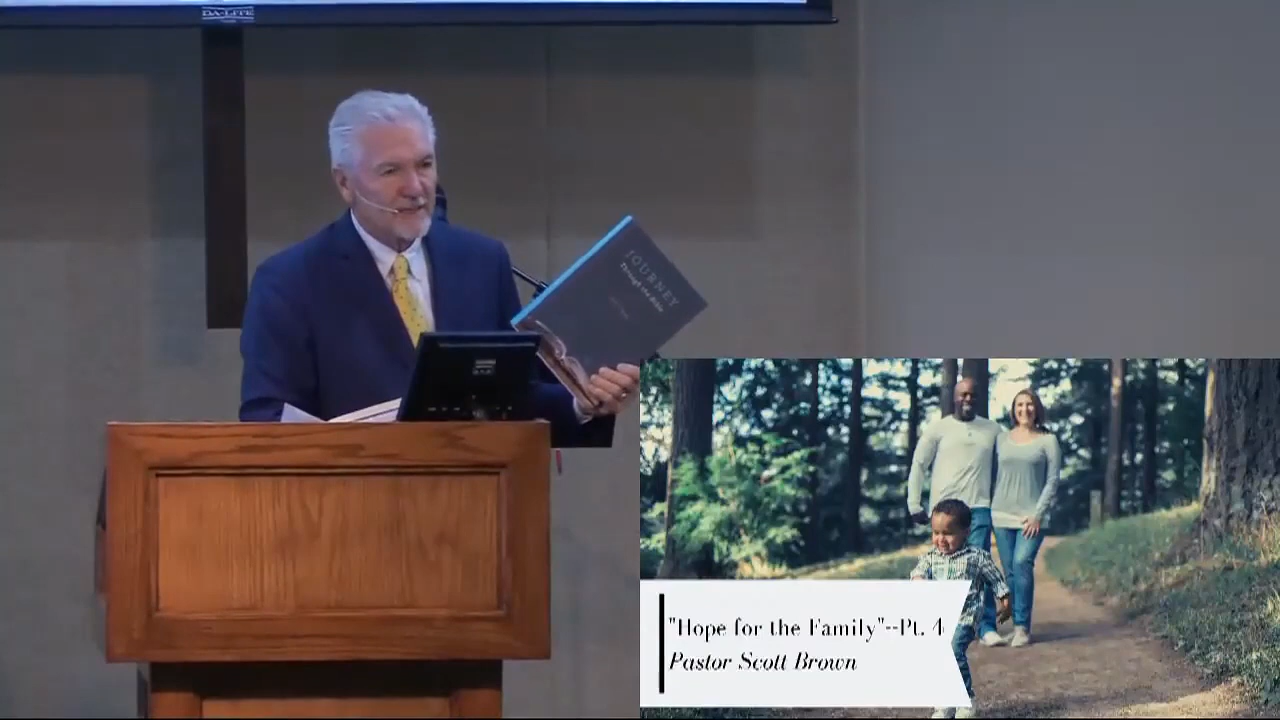 DA-LITE
JOURNEY
Through the Bible
"Hope for the Family"--Pt. 4
Pastor Scott Brown